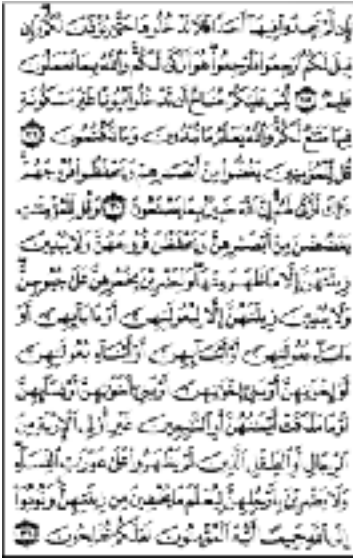 فإن لم تجدوا فيها أحدا فلا تدخلوها حتى يؤذن لكم وإن
قيل لكم ارجعوا فارجعوا هو أزكى لكم والله بما تعملون
عليم ٢٨ ليس عليكم جناح أن تدخلوا بيوتا غير مسكونة
فيها متاع لكم والله يعلم ما تبدون وما تكتمون ٢٩
قل للمؤمنين يغضوا من أبصارهم ويحفظوا فروجهم
ذلك أزكى لهم إن الله خبير بما يصنعون ٣٠ وقل للمؤمنات
يغضضن من أبصارهن ويحفظن فروجهن ولا يبدين
زينتهن إلا ما ظهر منها وليضربن بخمرهن على جيوبهن
ولا يبدين زينتهن إلا لبعولتهن أو آبائهن أو
آباء بعولتهن أو أبنائهن أو أبناء بعولتهن
أو إخوانهن أو بني إخوانهن أو بني أخواتهن أو نسائهن
أو ما ملكت أيمانهن أو التابعين غير أولي الإربة من
الرجال أو الطفل الذين لم يظهروا على عورات النساء
ولا يضربن بأرجلهن ليعلم ما يخفين من زينتهن وتوبوا
إلى الله جميعا أيه المؤمنون لعلكم تفلحون ٣١